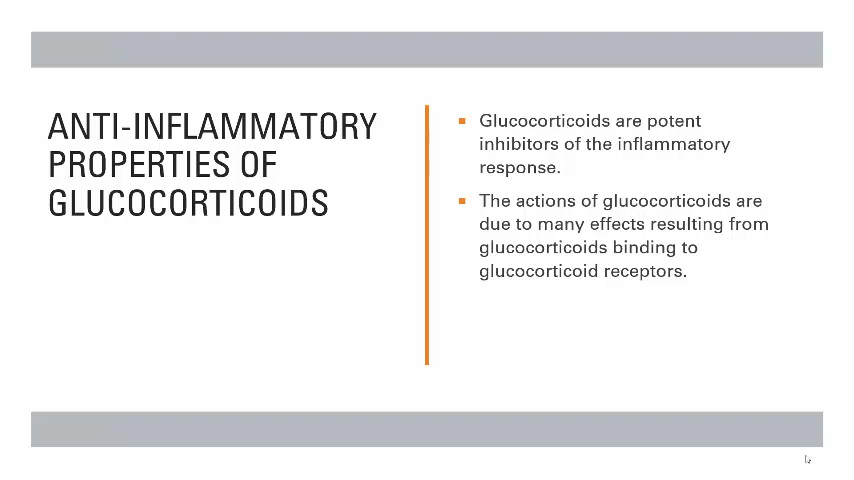 ANTI-INFLAMMATORY
PROPERTIES OF
GLUCOCORTICOIDS
▪ Glucocorticoids are potent
inhibitors of the inflammatory
response.
▪ The actions of glucocorticoids are
due to many effects resulting from
glucocorticoids binding to
glucocorticoid receptors.